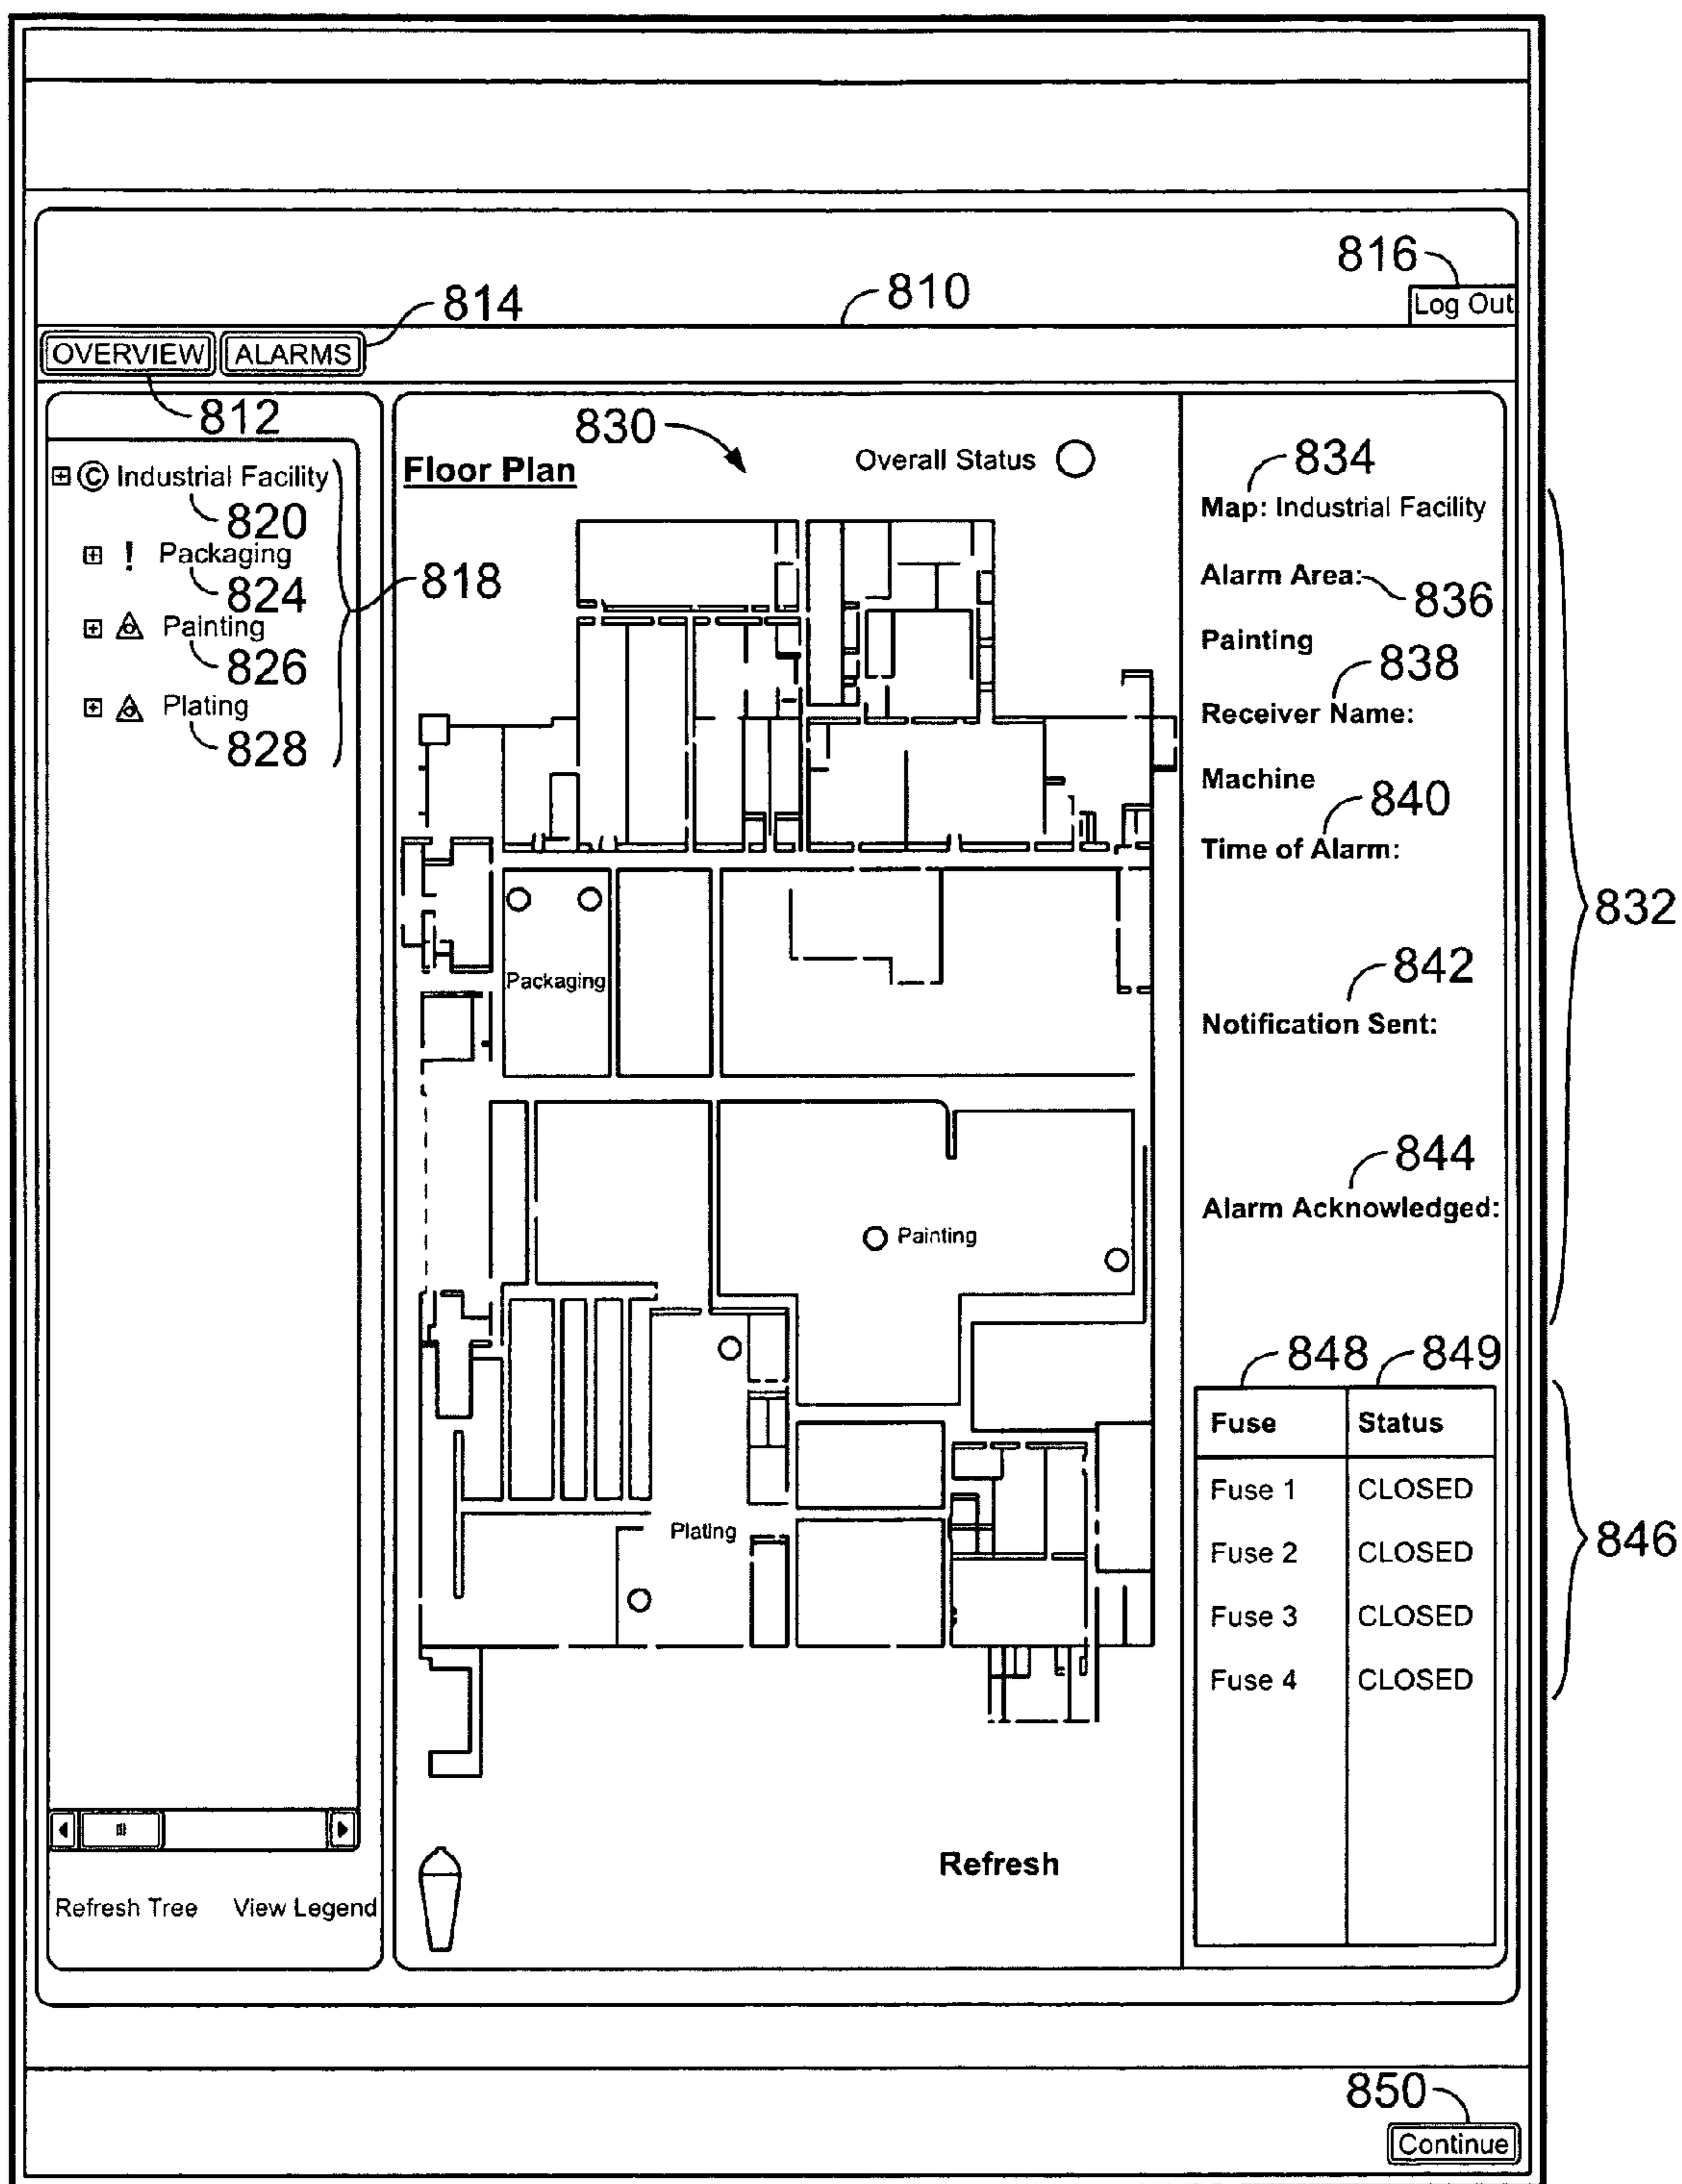 816
Log Out
814
810
OVERVIEW ALARMS
812
Industrial Facility
820
! Packaging
824
Painting
826
Plating
828
818
Refresh Tree View Legend
830
Floor Plan
Overall Status
Packaging
Painting
Plating
Refresh
834
Map: Industrial Facility
Alarm Area:
836
Painting
838
Receiver Name:
Machine
840
Time of Alarm:
832
842
Notification Sent:
844
Alarm Acknowledged:
848 849
Fuse Status
Fuse 1 CLOSED
Fuse 2 CLOSED
Fuse 3 CLOSED
Fuse 4 CLOSED
846
850
Continue